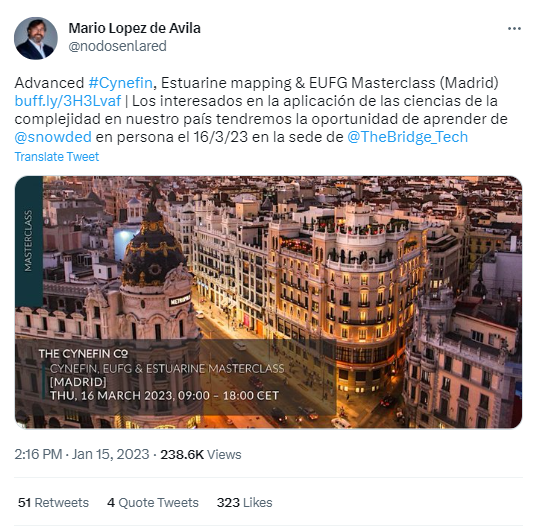 Mario Lopez de Avila
@nodosenlared
Advanced #Cynefin, Estuarine mapping & EUFG Masterclass (Madrid)
buff.ly/3H3Lvaf | Los interesados en la aplicación de las ciencias de la
complejidad en nuestro país tendremos la oportunidad de aprender de
@snowded en persona el 16/3/23 en la sede de @TheBridge_Tech
Translate Tweet
MASTERCLASS
METROPOLIS
THE CYNEFIN CO
CYNEFIN, EUFG & ESTUARINE MASTERCLASS
[MADRID]
THU, 16 MARCH 2023, 09:00 – 18:00 CET
2:16 PM · Jan 15, 2023 · 238.6K Views
51 Retweets 4 Quote Tweets 323 Likes